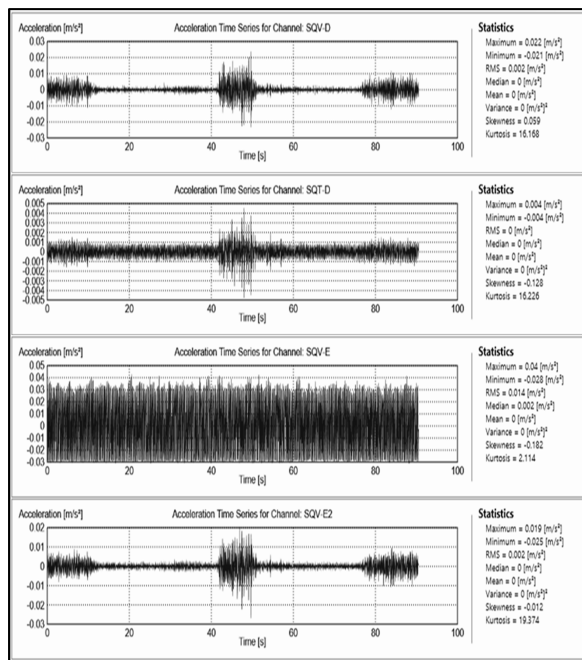 Acceleration [m/s²] Acceleration Time Series for Channel: SQV-D
0.03
0.02
0.01
0
-0.01
-0.02
-0.03
0 20 40 60 80 100
Time [s]
Statistics
Maximum = 0.022 [m/s²]
Minimum = -0.021 [m/s²]
RMS = 0.002 [m/s²]
Median = 0 [m/s²]
Mean = 0 [m/s²]
Variance = 0 [m/s²]²
Skewness = 0.059
Kurtosis = 16.168
Acceleration [m/s²] Acceleration Time Series for Channel: SQT-D
0.005
0.004
0.003
0.002
0.001
0
-0.001
-0.002
-0.003
-0.004
-0.005
0 20 40 60 80 100
Time [s]
Statistics
Maximum = 0.004 [m/s²]
Minimum = -0.004 [m/s²]
RMS = 0 [m/s²]
Median = 0 [m/s²]
Mean = 0 [m/s²]
Variance = 0 [m/s²]²
Skewness = -0.128
Kurtosis = 16.226
Acceleration [m/s²] Acceleration Time Series for Channel: SQV-E
0.05
0.04
0.03
0.02
0.01
0
-0.01
-0.02
-0.03
0 20 40 60 80 100
Time [s]
Statistics
Maximum = 0.04 [m/s²]
Minimum = -0.028 [m/s²]
RMS = 0.014 [m/s²]
Median = 0.002 [m/s²]
Mean = 0 [m/s²]
Variance = 0 [m/s²]²
Skewness = -0.182
Kurtosis = 2.114
Acceleration [m/s²] Acceleration Time Series for Channel: SQV-E2
0.02
0.01
0
-0.01
-0.02
-0.03
0 20 40 60 80 100
Time [s]
Statistics
Maximum = 0.019 [m/s²]
Minimum = -0.025 [m/s²]
RMS = 0.002 [m/s²]
Median = 0 [m/s²]
Mean = 0 [m/s²]
Variance = 0 [m/s²]²
Skewness = -0.012
Kurtosis = 19.374